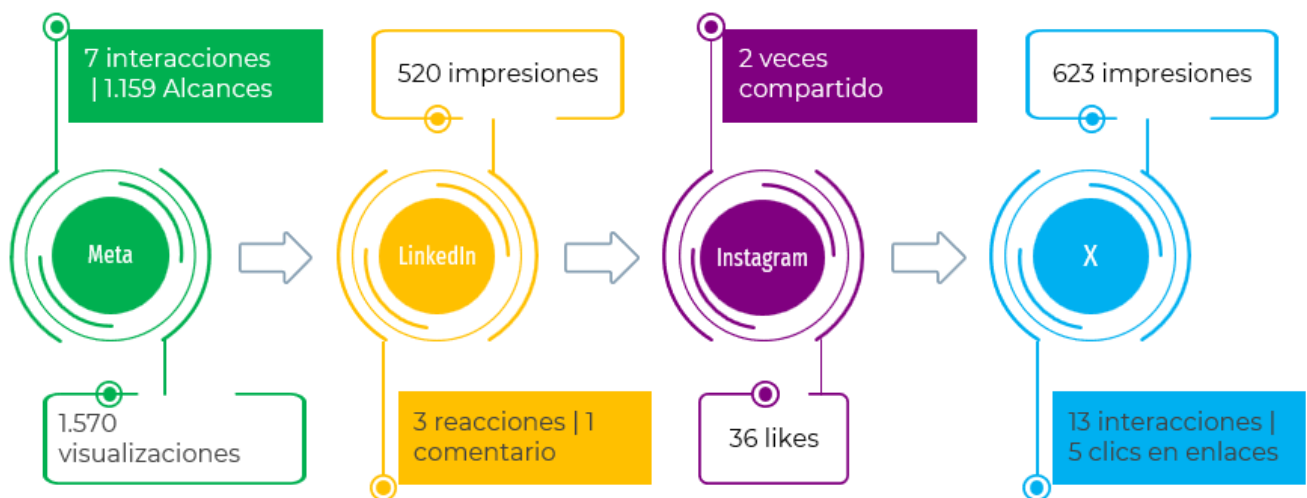 7 interacciones
| 1.159 Alcances
520 impresiones
2 veces
compartido
623 impresiones
Meta
LinkedIn
Instagram
X
1.570
visualizaciones
3 reacciones | 1
comentario
36 likes
13 interacciones |
5 clics en enlaces